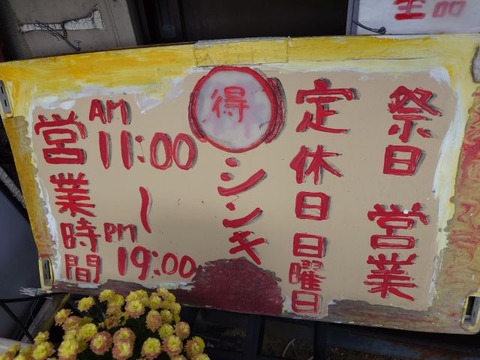 祭日 営業
定休日 日曜日
得
シンキ
営業時間
AM
11:00
〜
PM
19:00